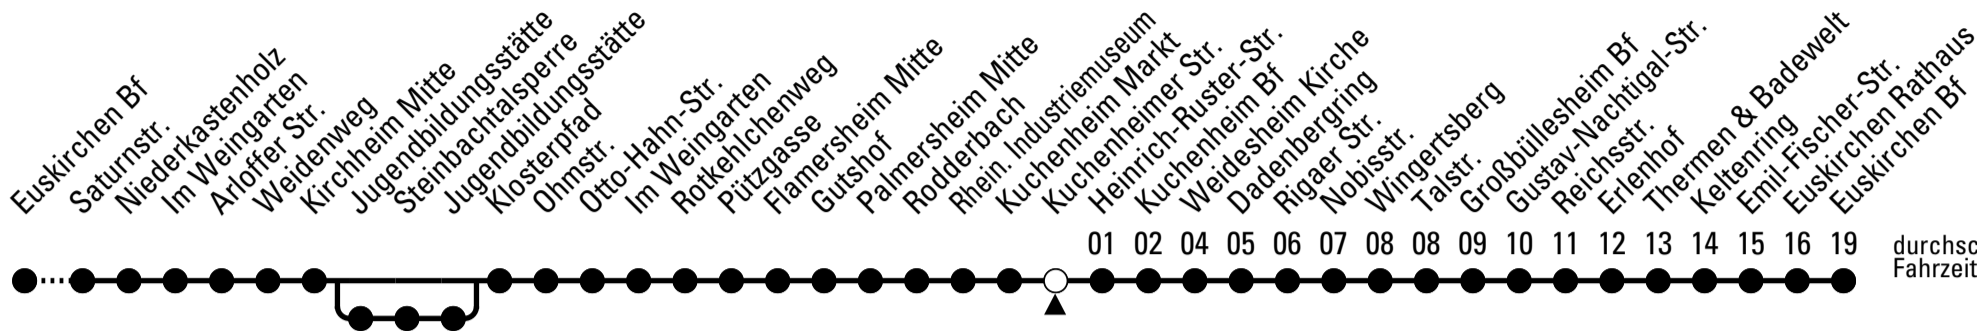 Euskirchen Bf
Saturnstr.
Niederkastenholz
Im Weingarten
Arloffer Str.
Weidenweg
Kirchheim Mitte
Jugendbildungsstätte
Steinbachtalsperre
Jugendbildungsstätte
Klosterpfad
Ohmstr.
Otto-Hahn-Str.
Im Weingarten
Rotkehlchenweg
Pützgasse
Flamersheim Mitte
Gutshof
Palmersheim Mitte
Rodderbach
Rhein. Industriemuseum
Kuchenheim Markt
Kuchenheimer Str.
Heinrich-Ruster-Str.
Kuchenheim Bf
Weidesheim Kirche
Dadenbergring
Rigaer Str.
Nobisstr.
Wingertsberg
Talstr.
Großbüllesheim Bf
Gustav-Nachtigal-Str.
Reichsstr.
Erlenhof
Thermen & Badewelt
Keltenring
Emil-Fischer-Str.
Euskirchen Rathaus
Euskirchen Bf
01 02 04 05 06 07 08 08 09 10 11 12 13 14 15 16 19
durchsc
Fahrzeit